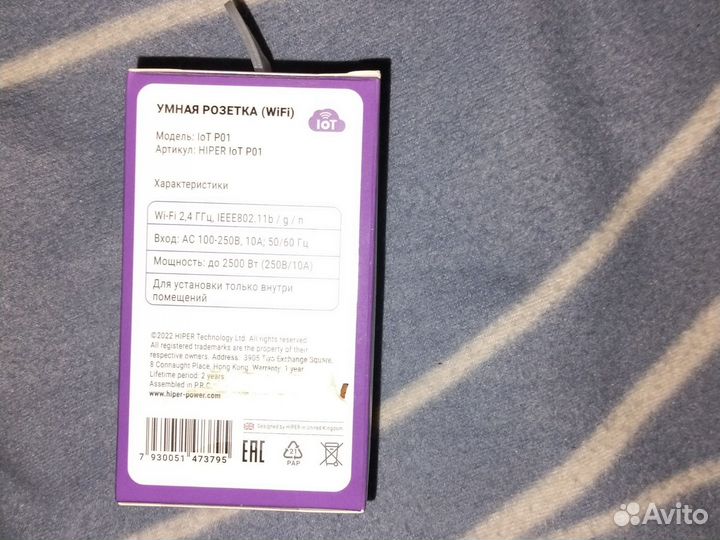 УМНАЯ РОЗЕТКА (WiFi)
IoT
Модель: IoT P01
Артикул: HIPER IoT P01
Характеристики
Wi-Fi 2,4 ГГц, IEEE802.11b / g / n
Вход: AC 100-250В, 10А; 50/60 Гц
Мощность: до 2500 Вт (250В/10А)
Для установки только внутри
помещений
©2022 HIPER Technology Ltd. All rights reserved.
All registered trademarks are the property of their
respective owners. Address: 3905 Two Exchange Square,
8 Connaught Place, Hong Kong. Warranty: 1 year
Lifetime period: 2 years
Assembled in P.R.C.
www.hiper-power.com
Designed by HIPER in United Kingdom
7 930051 473795
EAC
21
PAP
Avito